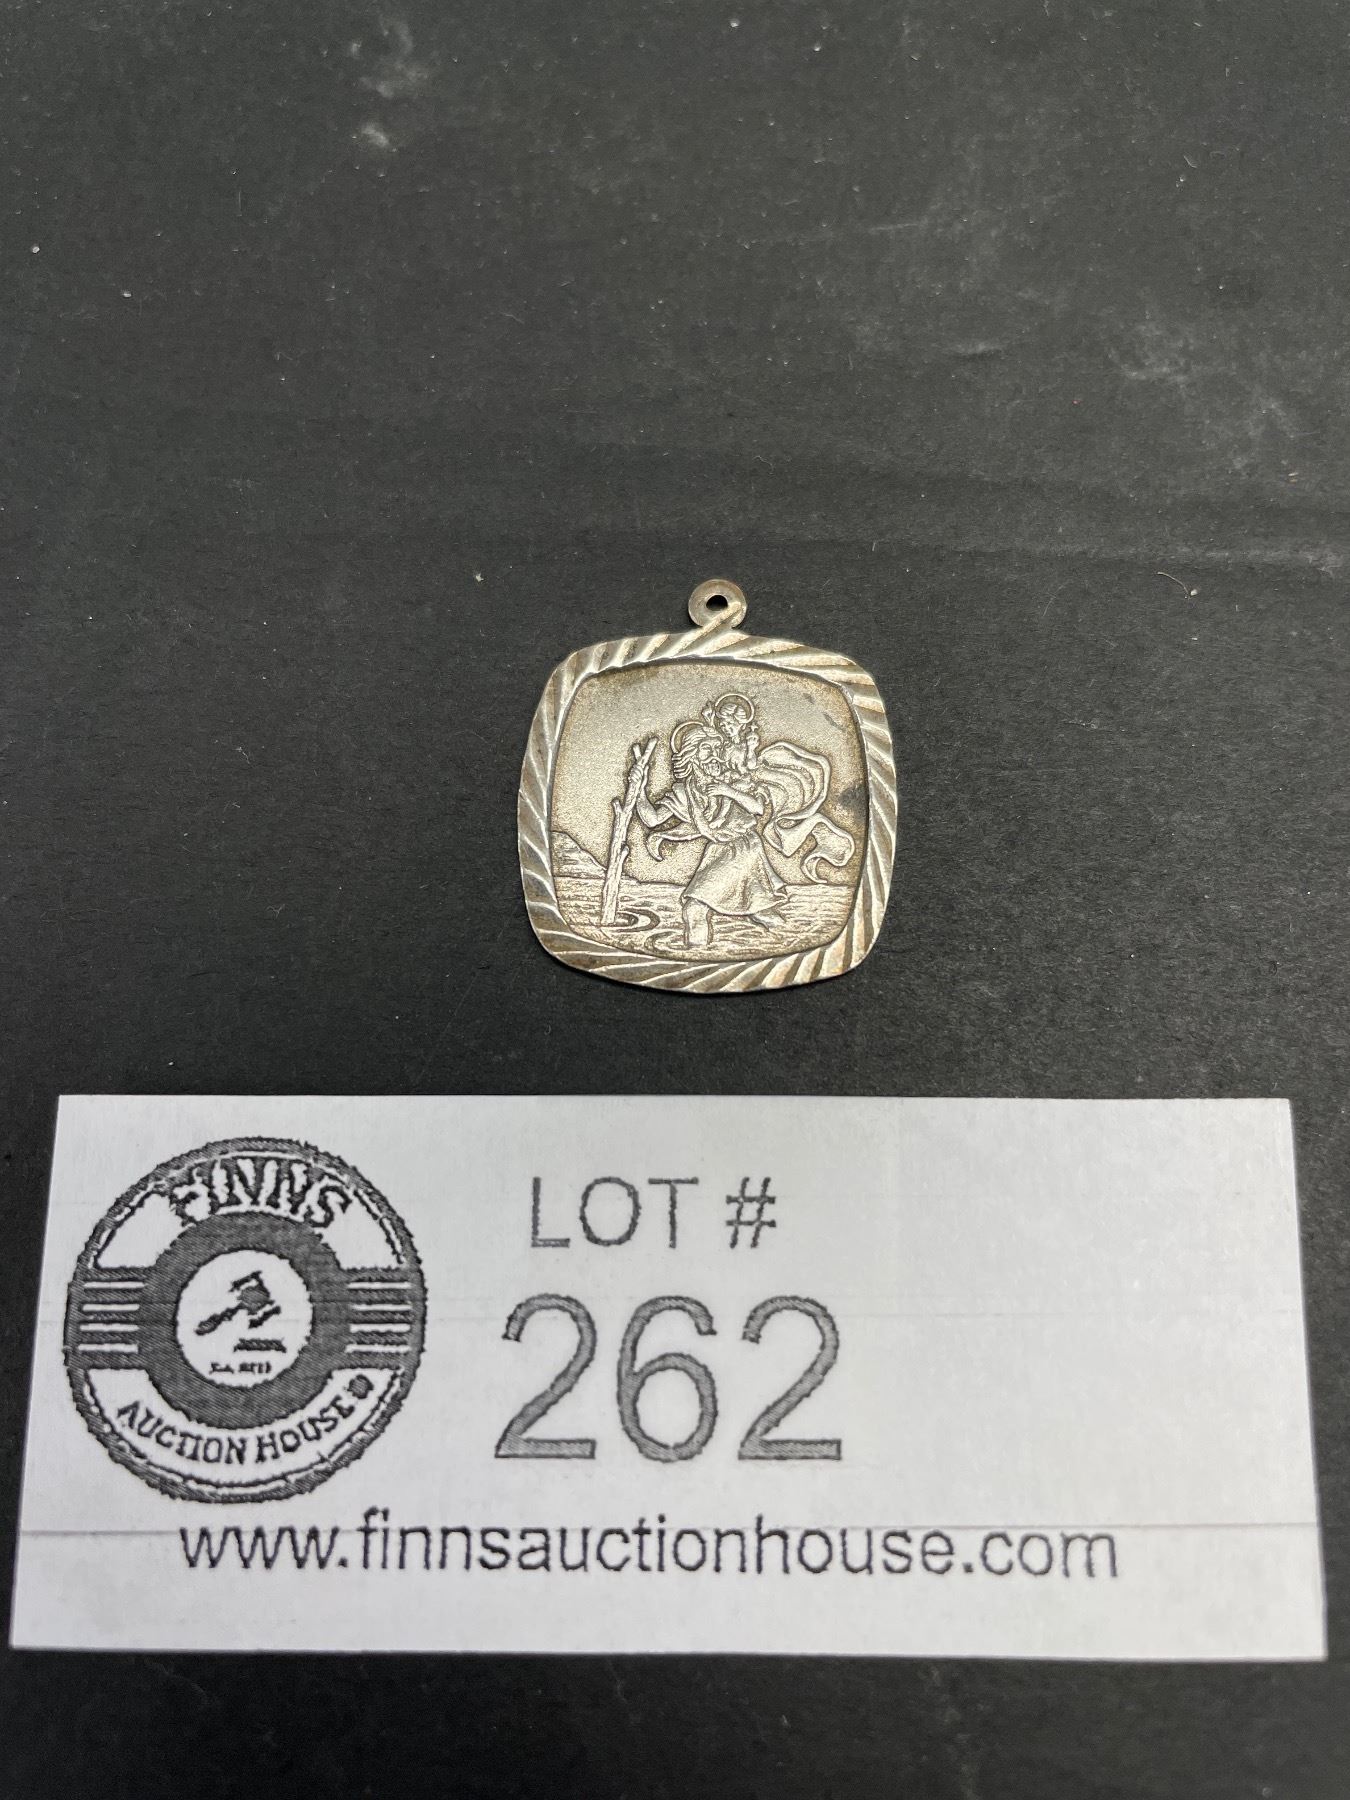 FINNS
AUCTION HOUSE
LOT #
262
www.finnsauctionhouse.com